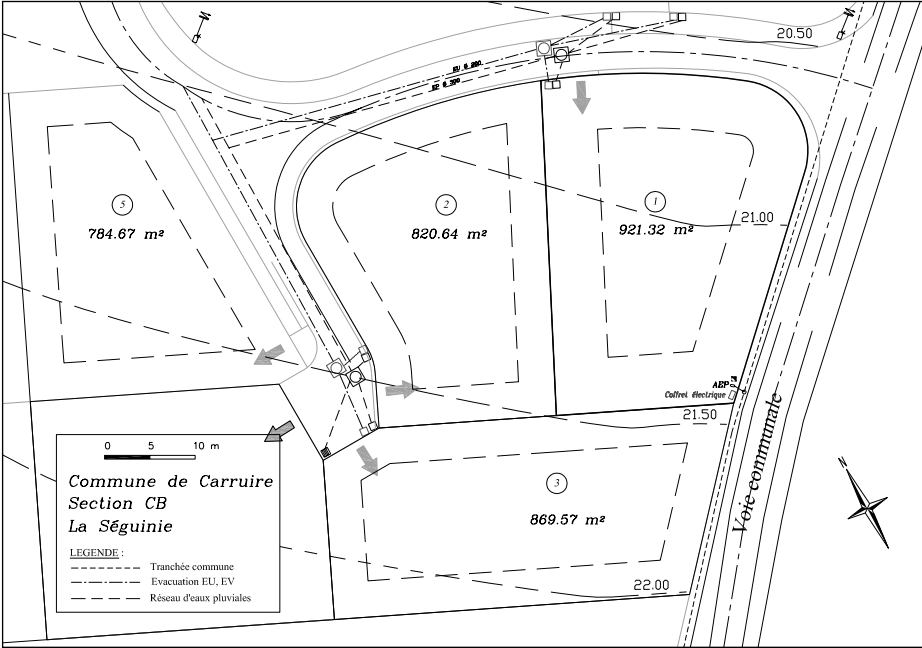 N
N
20.50
EU Ø 200
EP Ø 300
5
784.67 m²
2
820.64 m²
1
921.32 m²
21.00
AEP
Coffret électrique
21.50
0 5 10 m
Commune de Carruire
Section CB
La Séguinie
LEGENDE :
Tranchée commune
Evacuation EU, EV
Réseau d'eaux pluviales
3
869.57 m²
22.00
Voie communale
N